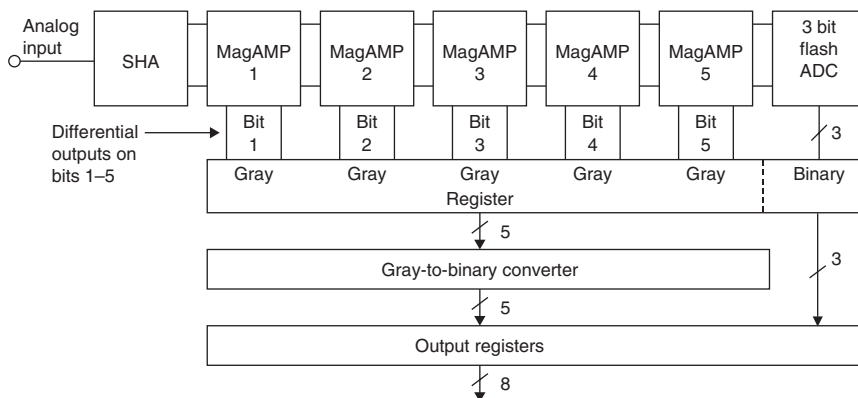 Analog
input
SHA
MagAMP
1
MagAMP
2
MagAMP
3
MagAMP
4
MagAMP
5
3 bit
flash
ADC
Differential
outputs on
bits 1–5
Bit
1
Bit
2
Bit
3
Bit
4
Bit
5
3
Gray
Gray
Gray
Gray
Gray
Binary
Register
5
3
Gray-to-binary converter
5
Output registers
8